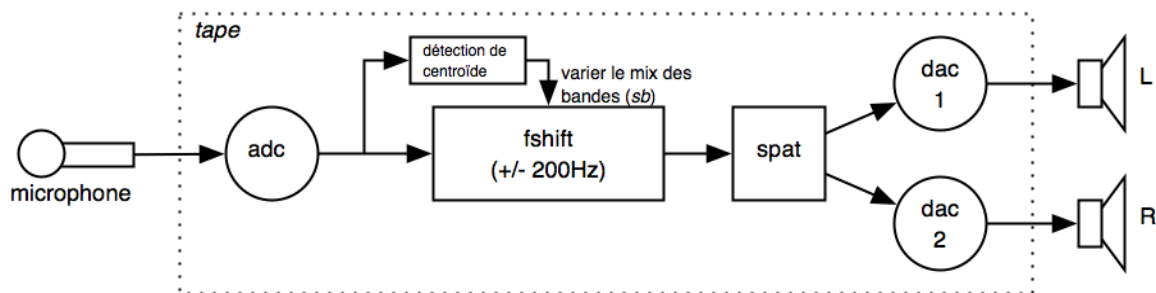 tape
détection de
centroïde
varier le mix des
bandes (sb)
microphone
adc
fshift
(+/- 200Hz)
spat
dac
1
L
dac
2
R